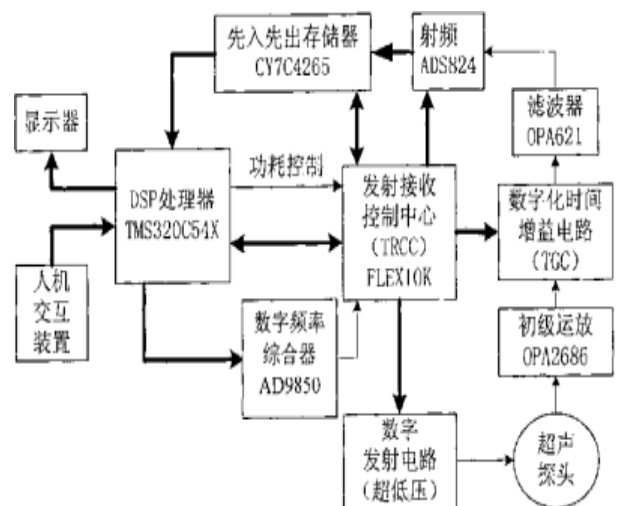 先入先出存储器
CY7C4265
射频
ADS824
显示器
滤波器
OPA621
DSP处理器
TMS320C54X
功耗控制
发射接收
控制中心
(TRCC)
FLEX10K
数字化时间
增益电路
(TGC)
人机
交互
装置
数字频率
综合器
AD9850
初级运放
OPA2686
数字
发射电路
(超低压)
超声
探头